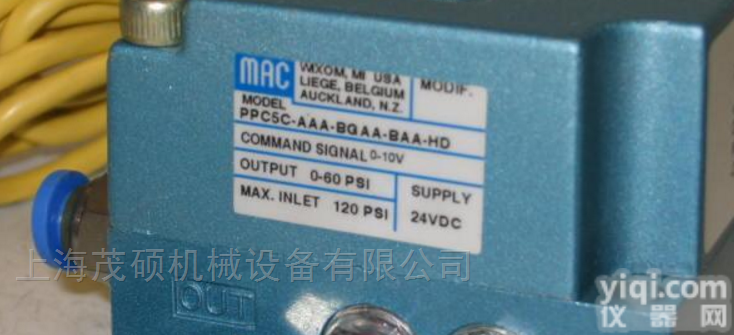 MAC
WIXOM, MI USA
LIEGE, BELGIUM
AUCKLAND, N.Z.
MODIF.
MODEL
PPC5C-AAA-BGAA-BAA-HD
COMMAND SIGNAL 0-10V
OUTPUT 0-60 PSI
MAX. INLET 120 PSI
SUPPLY
24VDC
上海茂硕机械设备有限公司
OUT
yiqi.com
仪器网